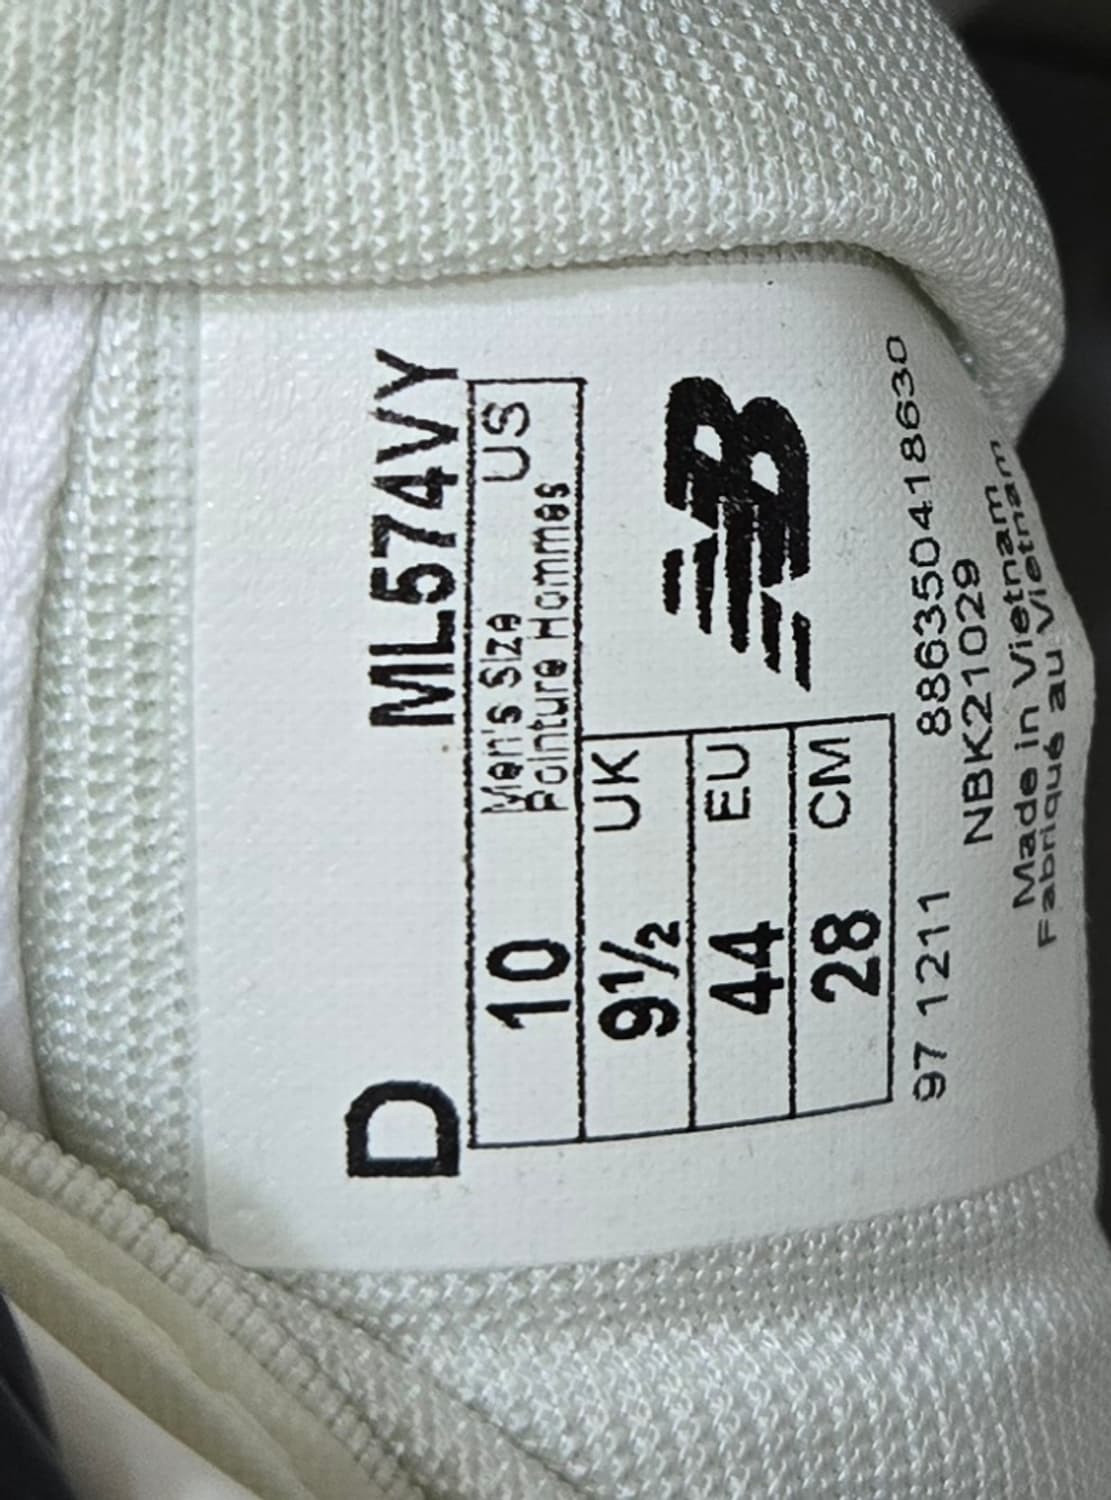 D ML574VY
10 Men's Size US
Pointure Hommes
9½ UK
44 EU
28 CM
NB
97 1211 886350418630
NBK21029
Made in Vietnam
Fabriqué au Vietnam